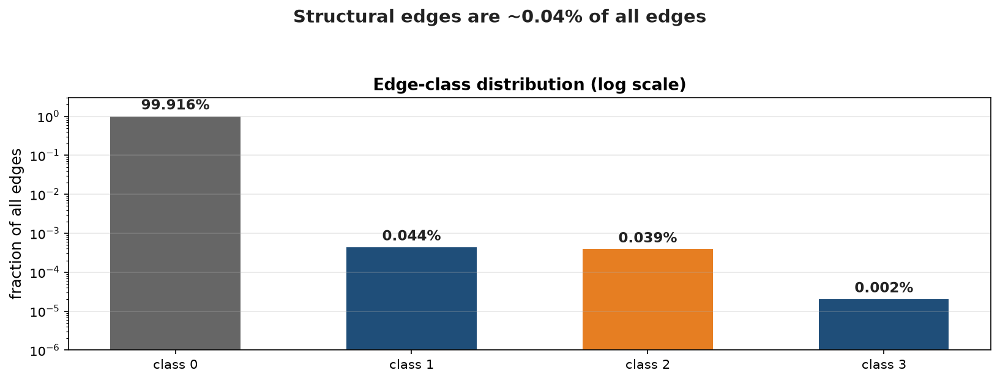 Structural edges are ~0.04% of all edges
Edge-class distribution (log scale)
fraction of all edges
10⁰
10⁻¹
10⁻²
10⁻³
10⁻⁴
10⁻⁵
10⁻⁶
99.916%
0.044%
0.039%
0.002%
class 0
class 1
class 2
class 3